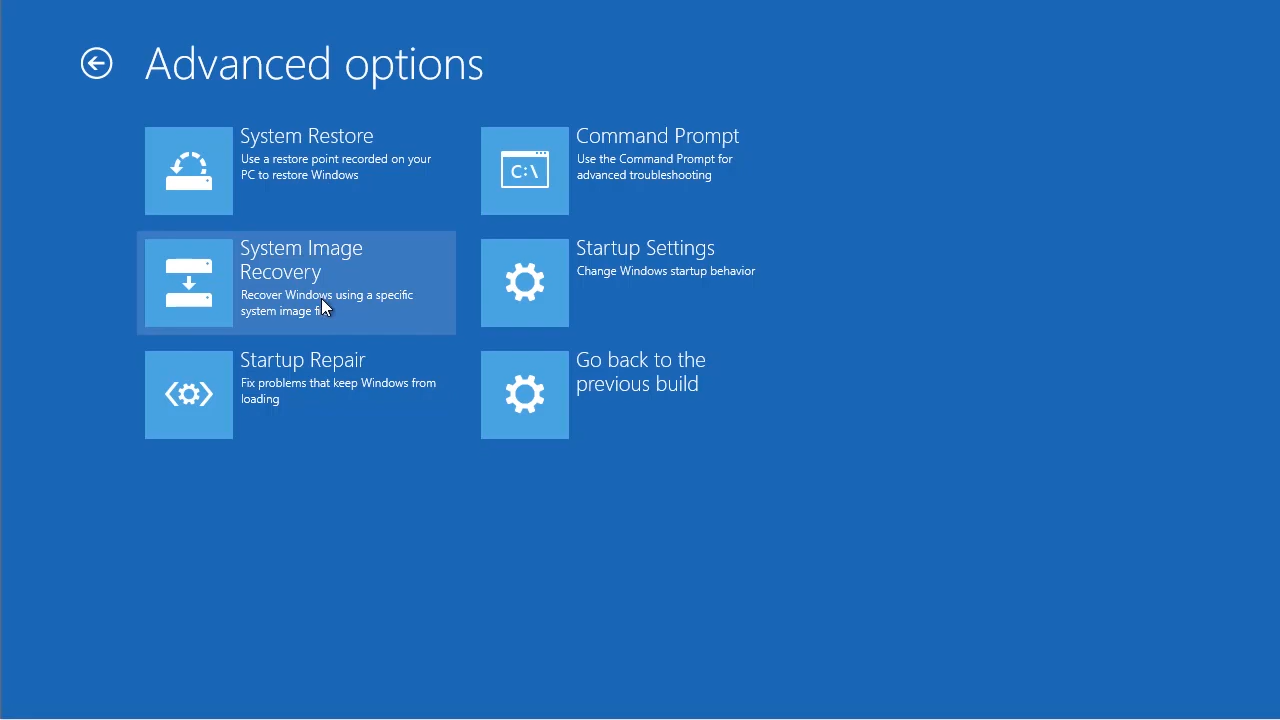 Advanced options
System Restore
Use a restore point recorded on your
PC to restore Windows
Command Prompt
Use the Command Prompt for
advanced troubleshooting
C:\
System Image
Recovery
Recover Windows using a specific
system image
Startup Settings
Change Windows startup behavior
Startup Repair
Fix problems that keep Windows from
loading
Go back to the
previous build